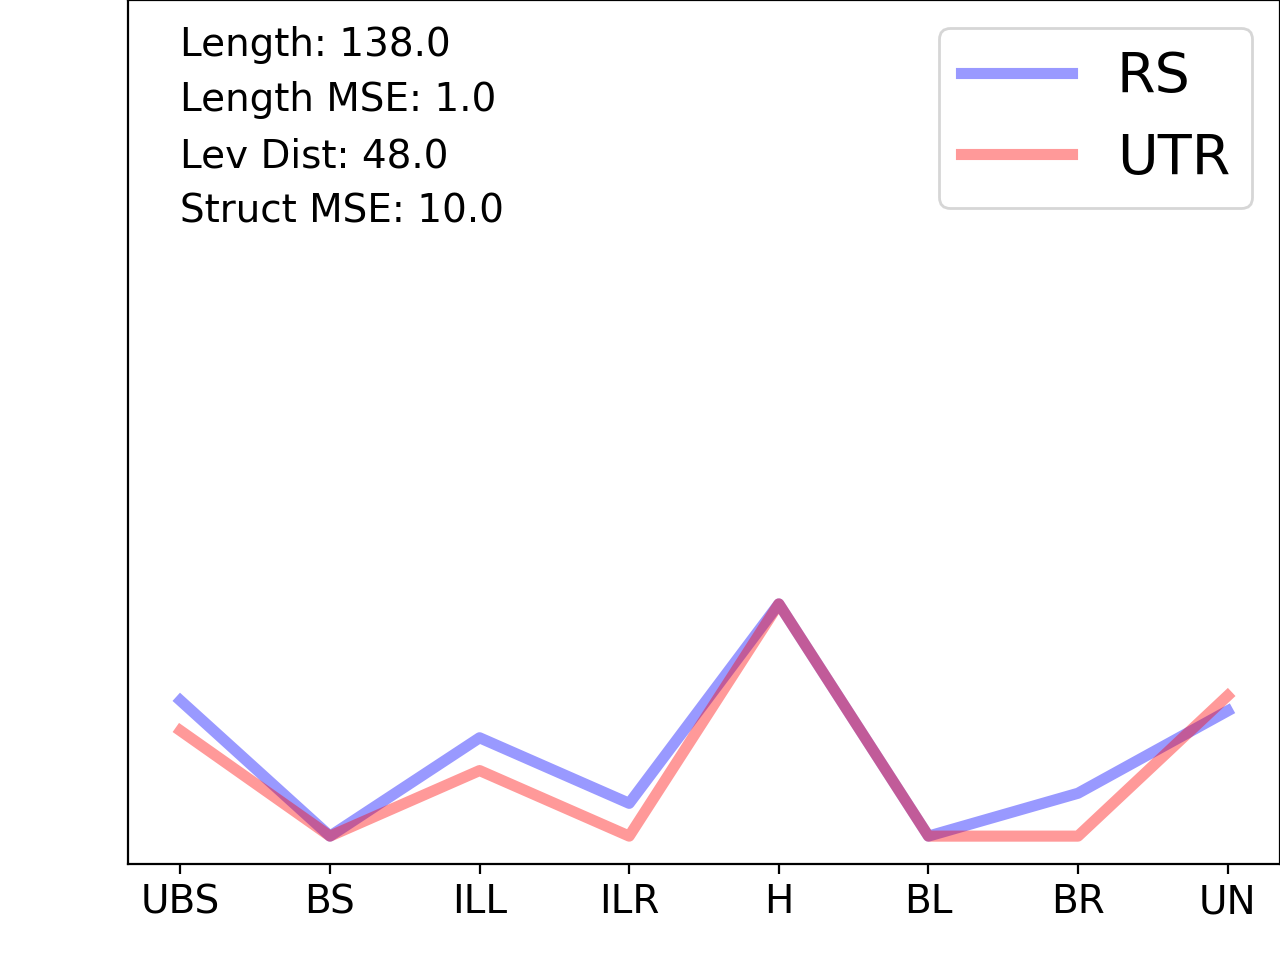 Length: 138.0
Length MSE: 1.0
Lev Dist: 48.0
Struct MSE: 10.0
RS
UTR
UBS BS ILL ILR H BL BR UN